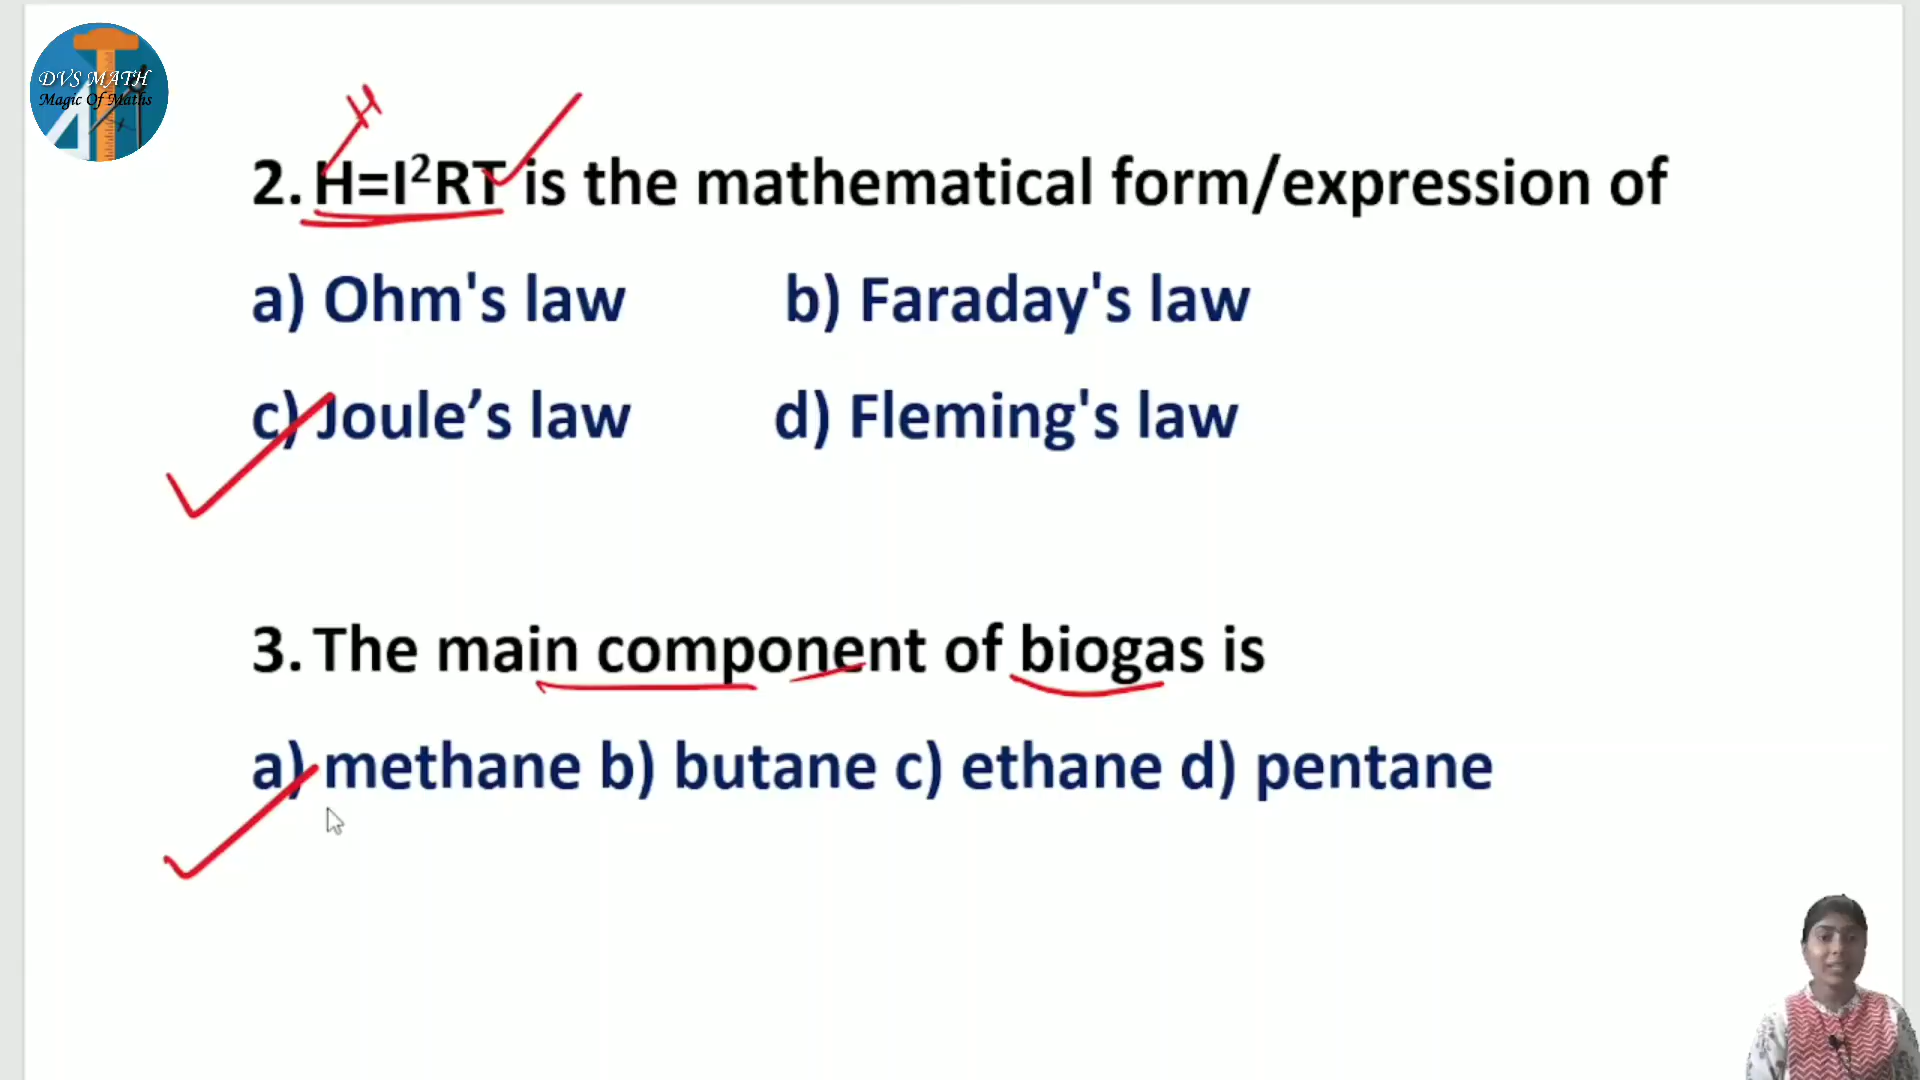 DVS MATH
Magic Of Maths
H
2. H=I²RT is the mathematical form/expression of
a) Ohm's law b) Faraday's law
c) Joule’s law d) Fleming's law
3. The main component of biogas is
a) methane b) butane c) ethane d) pentane